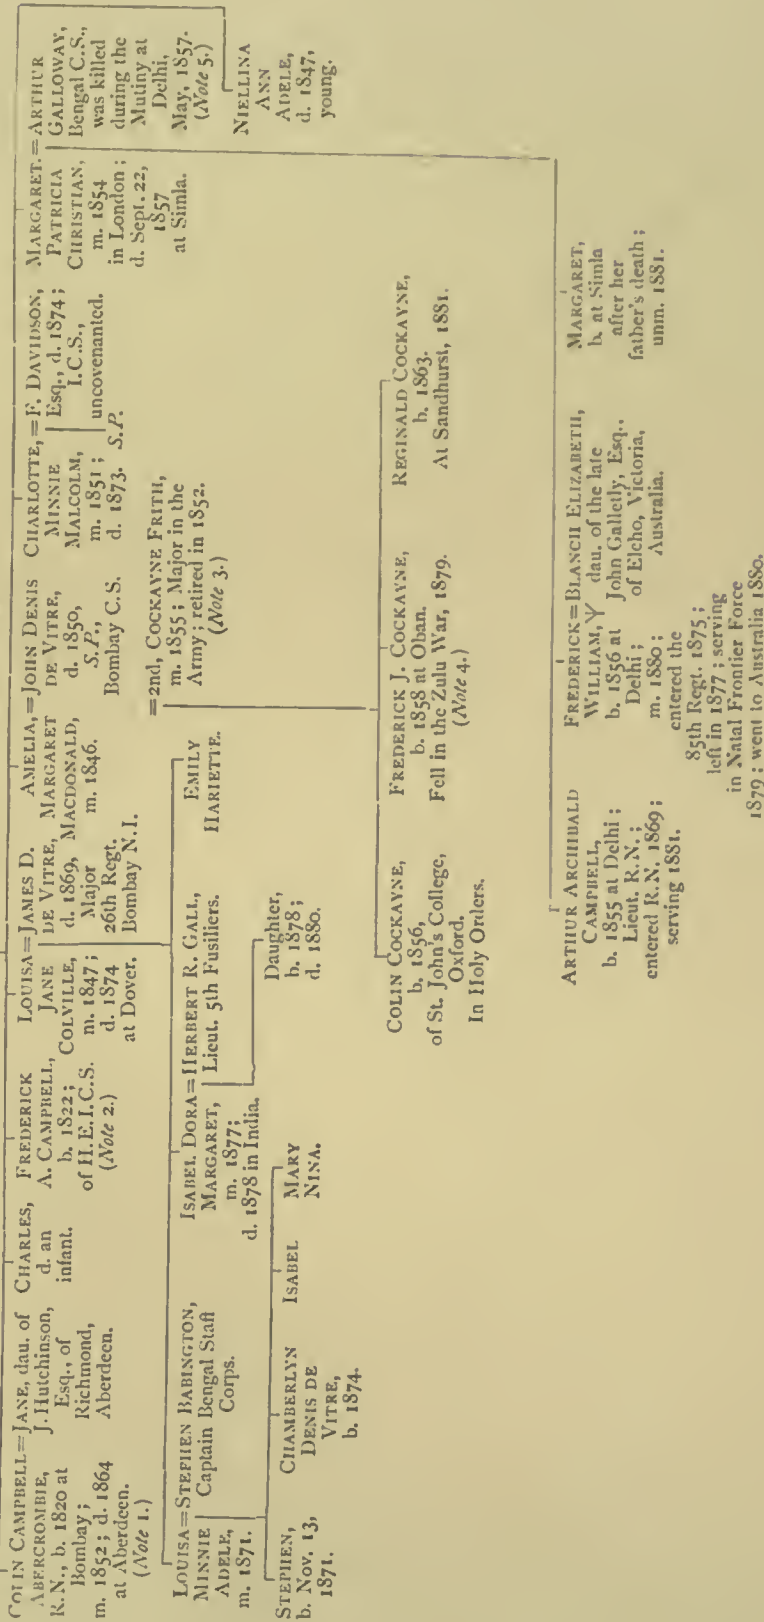 COLIN CAMPBELL=JANE, dau. of
ABERCROMBIE, J. Hutchinson,
R.N., b. 1820 at Esq., of
Bombay; Richmond,
m. 1852; d. 1864 Aberdeen.
at Aberdeen.
(Note 1.)
CHARLES,
d. an
infant.
FREDERICK
A. CAMPBELL,
b. 1822;
of H.E.I.C.S.
(Note 2.)
LOUISA=JAMES D.
JANE DE VITRE,
COLVILLE, d. 1869,
m. 1847; Major
d. 1874 26th Regt.
at Dover. Bombay N.I.
AMELIA,=JOHN DENIS
MARGARET DE VITRE,
MACDONALD, d. 1850,
m. 1846. S.P.,
Bombay C.S.
=2nd, COCKAYNE FRITH,
m. 1855; Major in the
Army; retired in 1852.
(Note 3.)
CHARLOTTE,=F. DAVIDSON,
MINNIE Esq., d. 1874;
MALCOLM, I.C.S.,
m. 1851; uncovenanted.
d. 1873. S.P.
MARGARET.=ARTHUR
PATRICIA GALLOWAY,
CHRISTIAN, Bengal C.S.,
m. 1854 was killed
in London; during the
d. Sept. 22, Mutiny at
1857 Delhi,
at Simla. May, 1857.
(Note 5.)
NIELLINA
ANN
ADELE,
d. 1847,
young.
LOUISA=STEPHEN BABINGTON,
MINNIE Captain Bengal Staff
ADELE, Corps.
m. 1871.
ISABEL DORA=HERBERT R. GALL,
MARGARET, Lieut. 5th Fusiliers.
m. 1877;
d. 1878 in India.
EMILY
HARIETTE.
STEPHEN,
b. Nov. 13,
1871.
CHAMBERLYN
DENIS DE
VITRE,
b. 1874.
ISABEL
MARY
NINA.
Daughter,
b. 1878;
d. 1880.
COLIN COCKAYNE,
b. 1856,
of St. John's College,
Oxford.
In Holy Orders.
FREDERICK J. COCKAYNE,
b. 1858 at Oban.
Fell in the Zulu War, 1879.
(Note 4.)
REGINALD COCKAYNE,
b. 1863.
At Sandhurst, 1881.
ARTHUR ARCHIBALD
CAMPBELL,
b. 1855 at Delhi;
Lieut. R.N.;
entered R.N. 1869;
serving 1881.
FREDERICK=BLANCH ELIZABETH,
WILLIAM, dau. of the late
b. 1856 at John Galletly, Esq.,
Delhi; of Elcho, Victoria,
m. 1880; Australia.
entered the
85th Regt. 1875;
left in 1877; serving
in Natal Frontier Force
1879; went to Australia 1880.
MARGARET,
b. at Simla
after her
father's death;
unm. 1881.